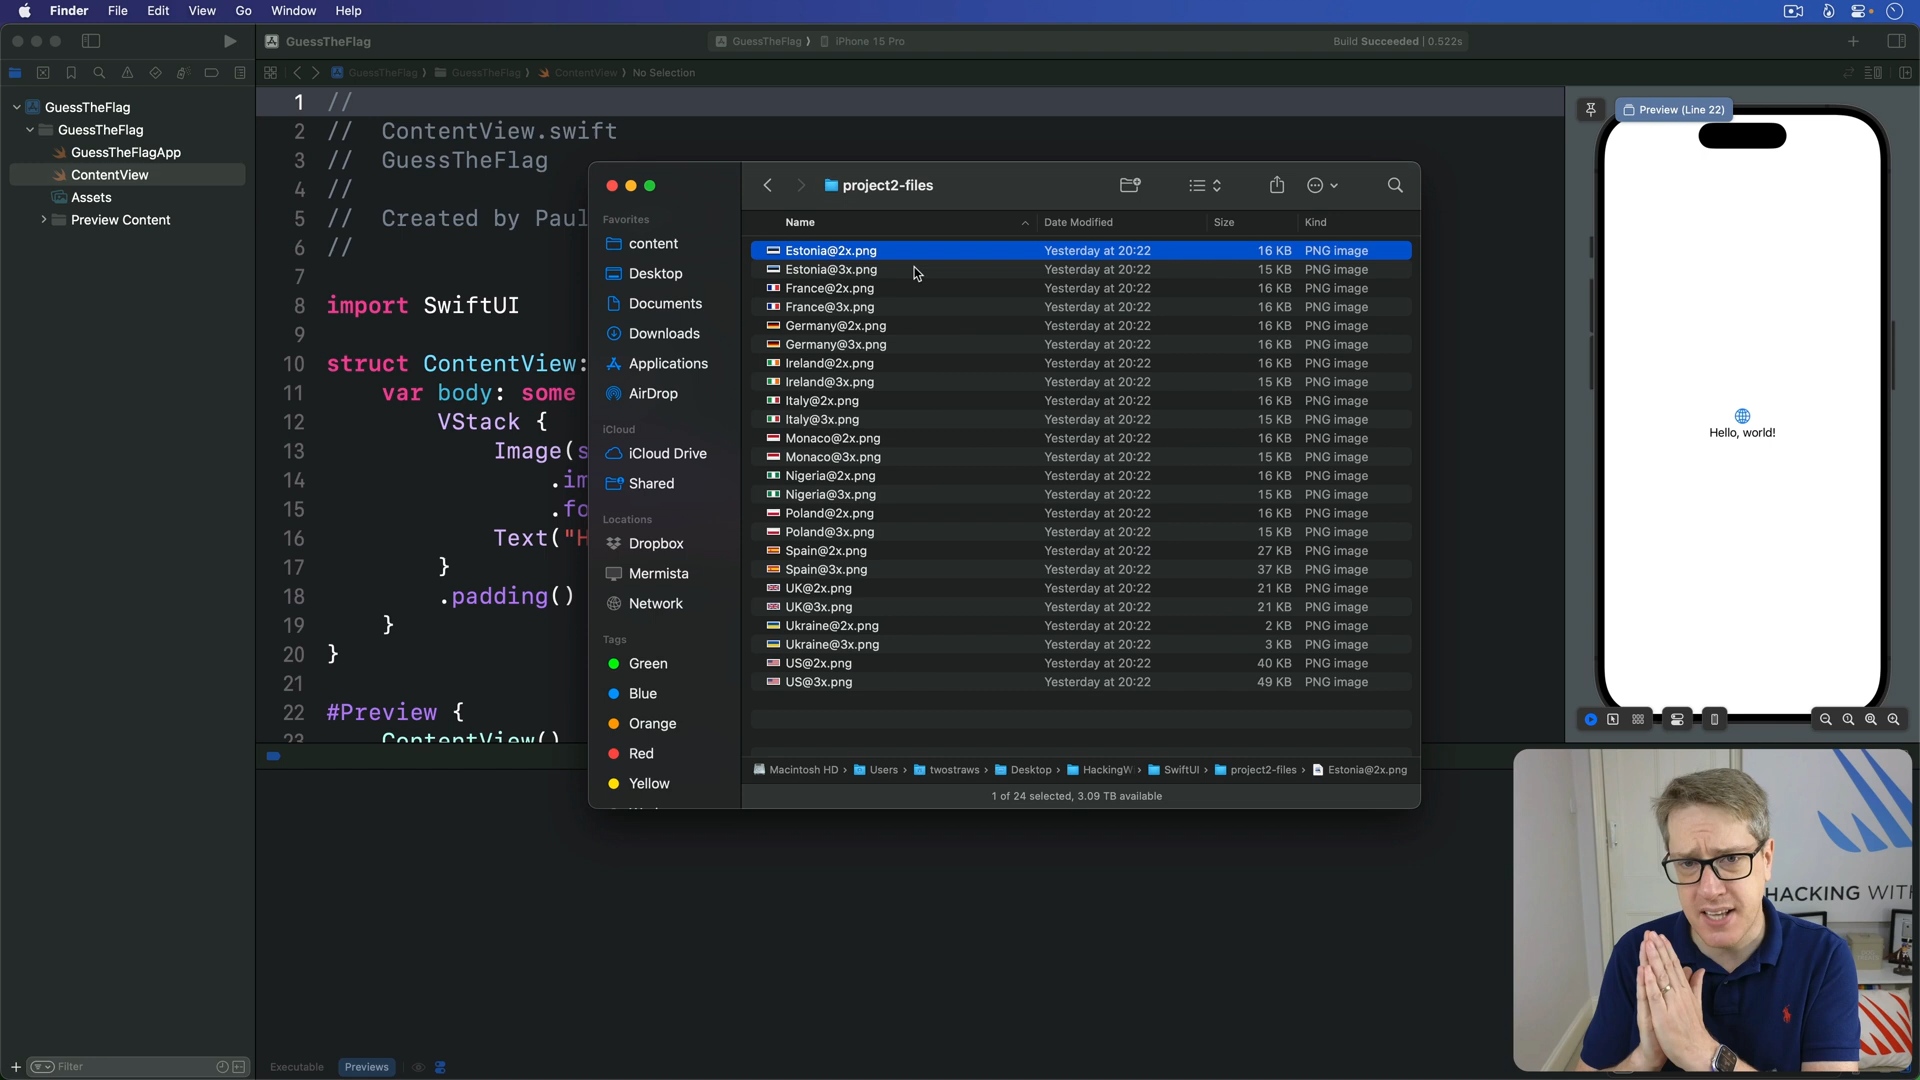 Finder File Edit View Go Window Help
GuessTheFlag
GuessTheFlag iPhone 15 Pro
Build Succeeded | 0.522s
GuessTheFlag GuessTheFlag ContentView No Selection
GuessTheFlag
GuessTheFlag
GuessTheFlagApp
ContentView
Assets
Preview Content
1 //
2 // ContentView.swift
3 // GuessTheFlag
4 //
5 // Created by Paul
6 //
7
8 import SwiftUI
9
10 struct ContentView:
11 var body: some
12 VStack {
13 Image(s
14 .im
15 .fo
16 Text("H
17 }
18 .padding()
19 }
20 }
21
22 #Preview {
23 ContentView()
project2-files
Favorites
content
Desktop
Documents
Downloads
Applications
AirDrop
iCloud
iCloud Drive
Shared
Locations
Dropbox
Mermista
Network
Tags
Green
Blue
Orange
Red
Yellow
Name Date Modified Size Kind
Estonia@2x.png Yesterday at 20:22 16 KB PNG image
Estonia@3x.png Yesterday at 20:22 15 KB PNG image
France@2x.png Yesterday at 20:22 16 KB PNG image
France@3x.png Yesterday at 20:22 16 KB PNG image
Germany@2x.png Yesterday at 20:22 16 KB PNG image
Germany@3x.png Yesterday at 20:22 16 KB PNG image
Ireland@2x.png Yesterday at 20:22 16 KB PNG image
Ireland@3x.png Yesterday at 20:22 15 KB PNG image
Italy@2x.png Yesterday at 20:22 16 KB PNG image
Italy@3x.png Yesterday at 20:22 15 KB PNG image
Monaco@2x.png Yesterday at 20:22 16 KB PNG image
Monaco@3x.png Yesterday at 20:22 15 KB PNG image
Nigeria@2x.png Yesterday at 20:22 16 KB PNG image
Nigeria@3x.png Yesterday at 20:22 15 KB PNG image
Poland@2x.png Yesterday at 20:22 16 KB PNG image
Poland@3x.png Yesterday at 20:22 15 KB PNG image
Spain@2x.png Yesterday at 20:22 27 KB PNG image
Spain@3x.png Yesterday at 20:22 37 KB PNG image
UK@2x.png Yesterday at 20:22 21 KB PNG image
UK@3x.png Yesterday at 20:22 21 KB PNG image
Ukraine@2x.png Yesterday at 20:22 2 KB PNG image
Ukraine@3x.png Yesterday at 20:22 3 KB PNG image
US@2x.png Yesterday at 20:22 40 KB PNG image
US@3x.png Yesterday at 20:22 49 KB PNG image
Macintosh HD › Users › twostraws › Desktop › HackingW › SwiftUI › project2-files › Estonia@2x.png
1 of 24 selected, 3.09 TB available
Preview (Line 22)
Hello, world!
HACKING WITH
Filter
Executable Previews